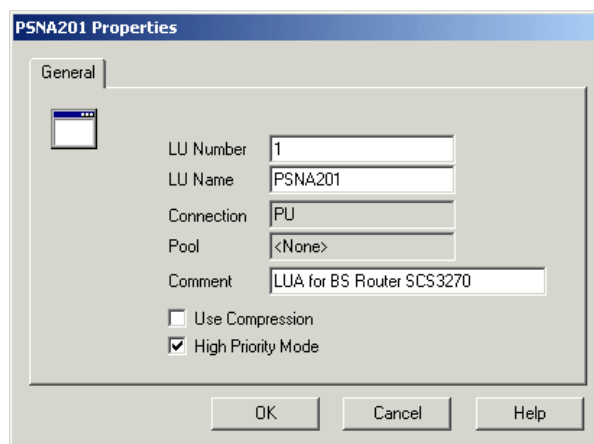 PSNA201 Properties
General
LU Number 1
LU Name PSNA201
Connection PU
Pool <None>
Comment LUA for BS Router SCS3270
Use Compression
High Priority Mode
OK Cancel Help